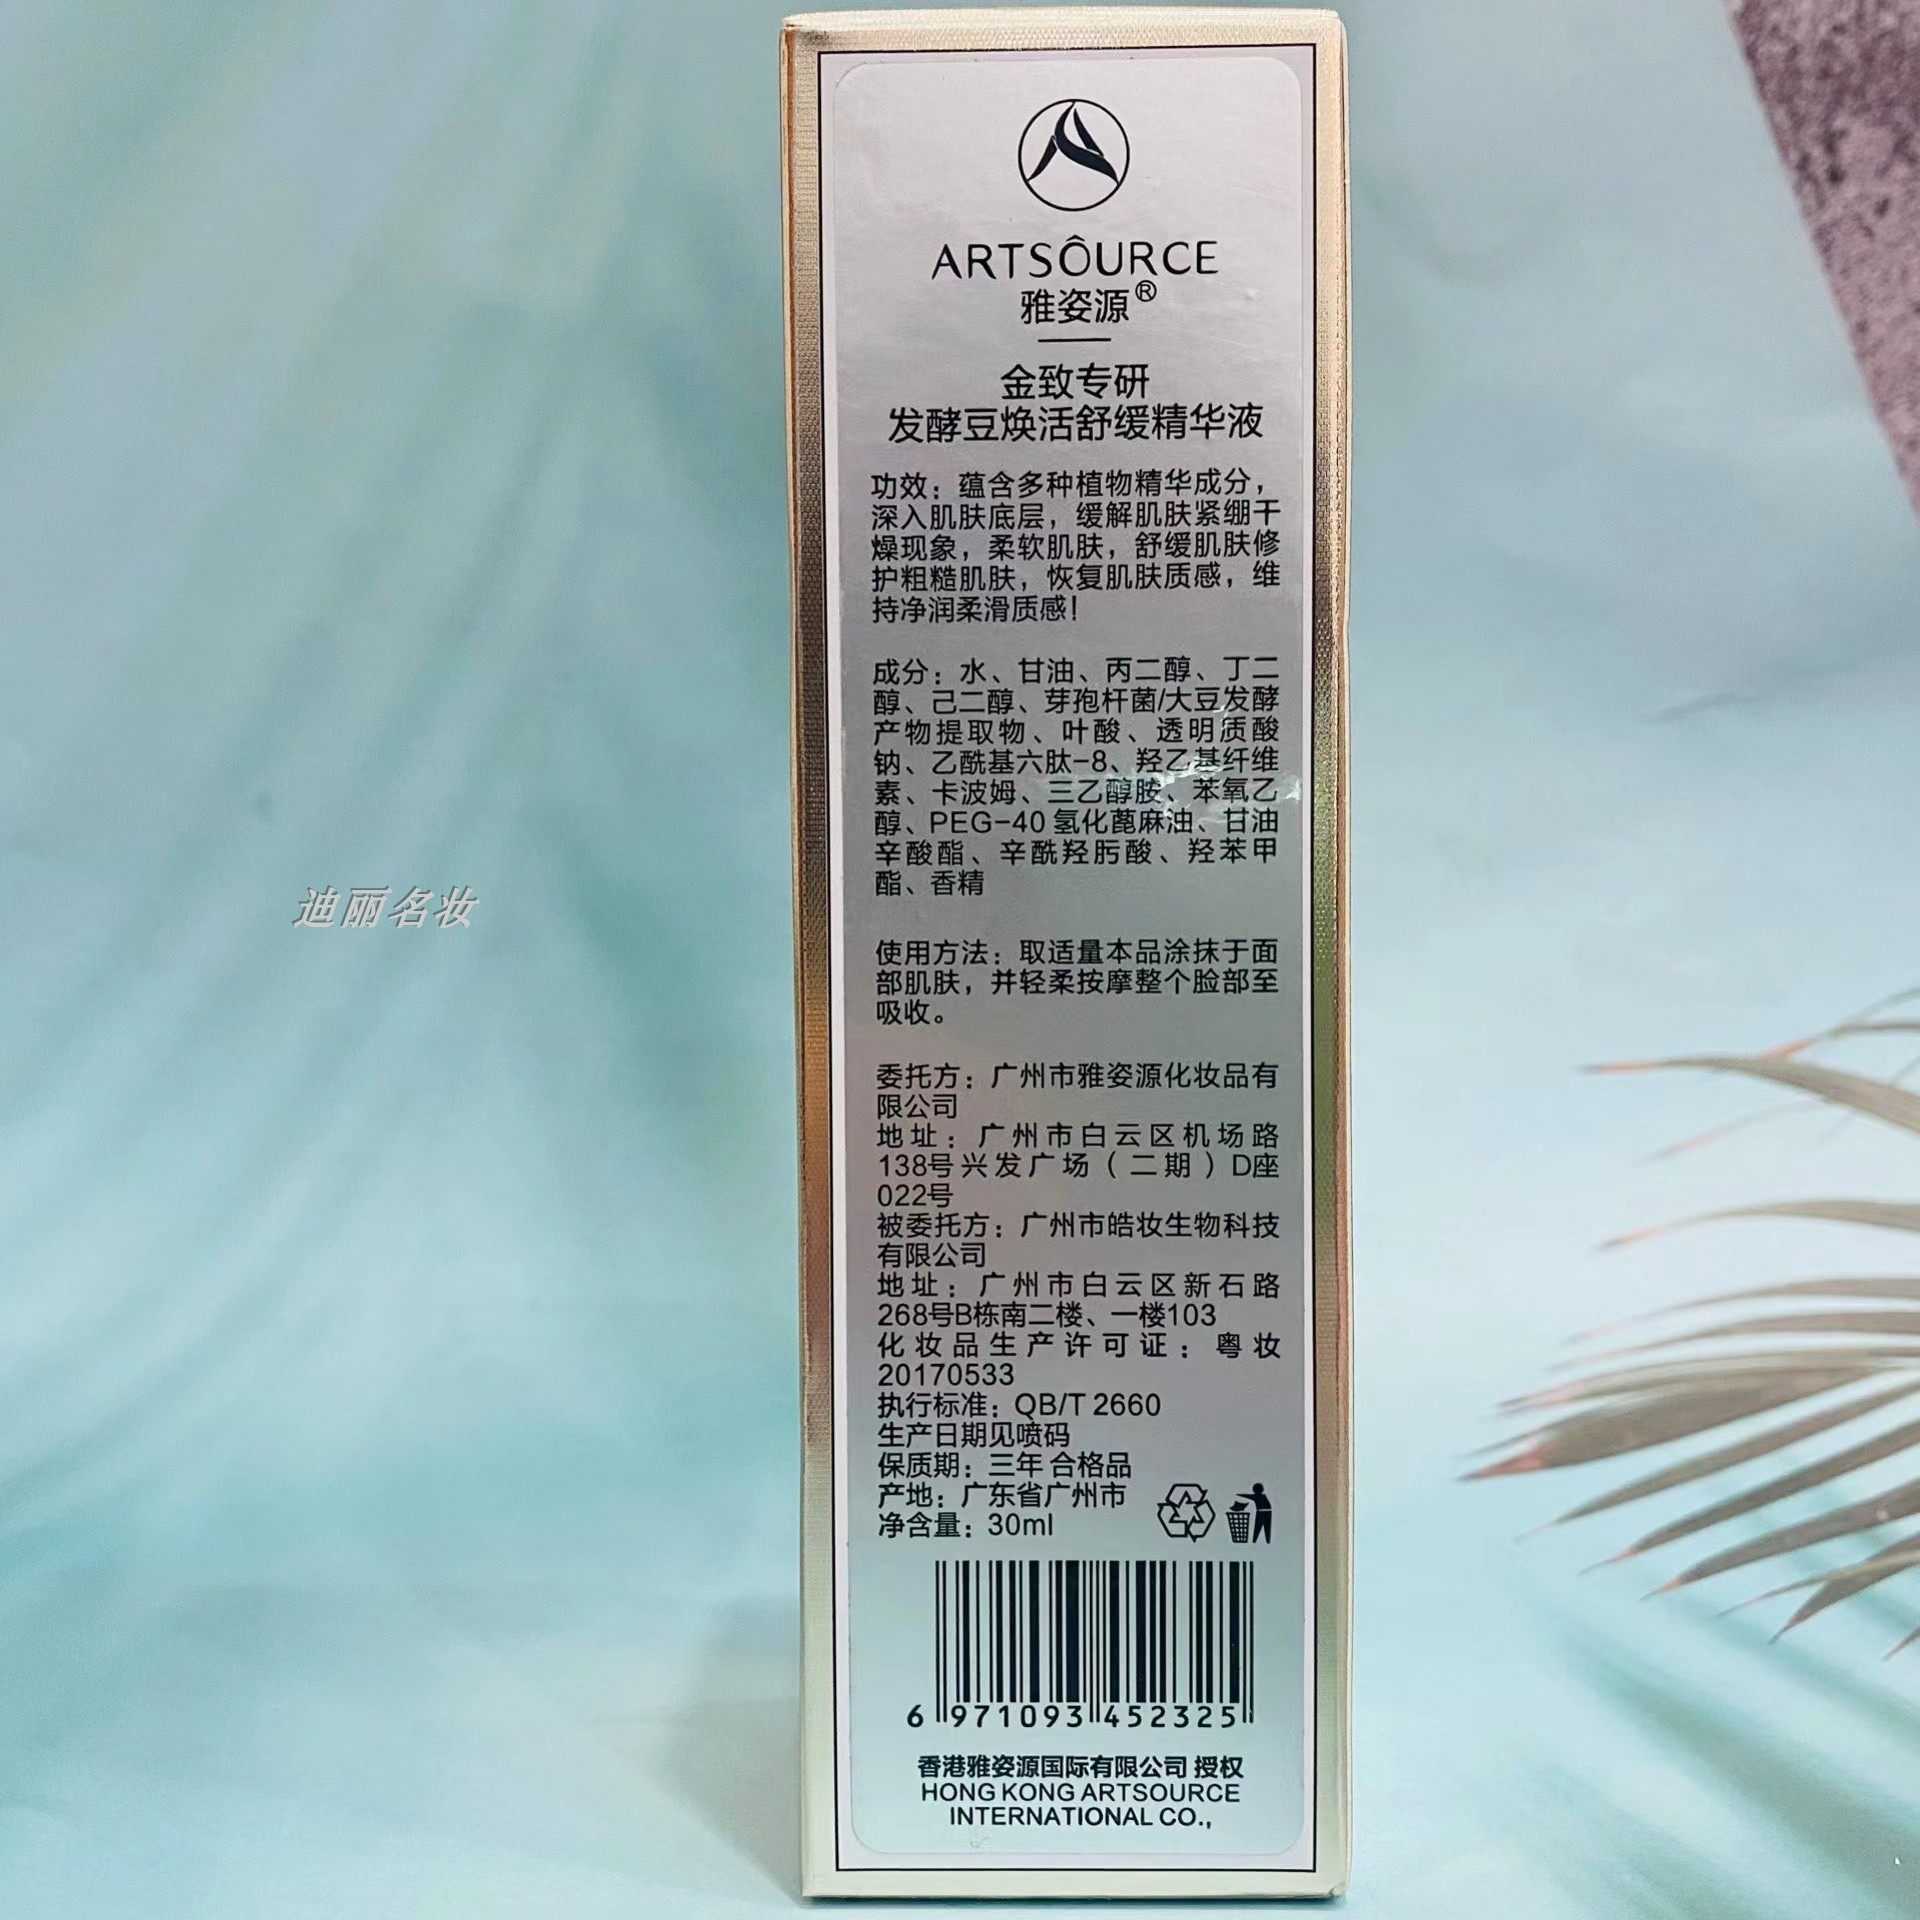 ARTSÔURCE
雅姿源®
金致专研
发酵豆焕活舒缓精华液
功效：蕴含多种植物精华成分，
深入肌肤底层，缓解肌肤紧绷干
燥现象，柔软肌肤，舒缓肌肤修
护粗糙肌肤，恢复肌肤质感，维
持净润柔滑质感！
成分：水、甘油、丙二醇、丁二
醇、己二醇、芽孢杆菌/大豆发酵
产物提取物、叶酸、透明质酸
钠、乙酰基六肽-8、羟乙基纤维
素、卡波姆、三乙醇胺、苯氧乙
醇、PEG-40 氢化蓖麻油、甘油
辛酸酯、辛酰羟肟酸、羟苯甲
酯、香精
使用方法：取适量本品涂抹于面
部肌肤，并轻柔按摩整个脸部至
吸收。
委托方：广州市雅姿源化妆品有
限公司
地址：广州市白云区机场路
138号兴发广场（二期）D座
022号
被委托方：广州市皓妆生物科技
有限公司
地址：广州市白云区新石路
268号B栋南二楼、一楼103
化妆品生产许可证：粤妆
20170533
执行标准：QB/T 2660
生产日期见喷码
保质期：三年 合格品
产地：广东省广州市
净含量：30ml
6 971093 452325
香港雅姿源国际有限公司 授权
HONG KONG ARTSOURCE
INTERNATIONAL CO.,
迪丽名妆